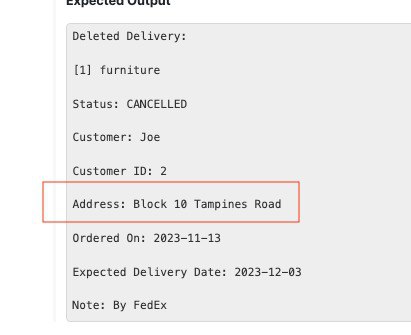 Expected Output
Deleted Delivery:
[1] furniture
Status: CANCELLED
Customer: Joe
Customer ID: 2
Address: Block 10 Tampines Road
Ordered On: 2023-11-13
Expected Delivery Date: 2023-12-03
Note: By FedEx